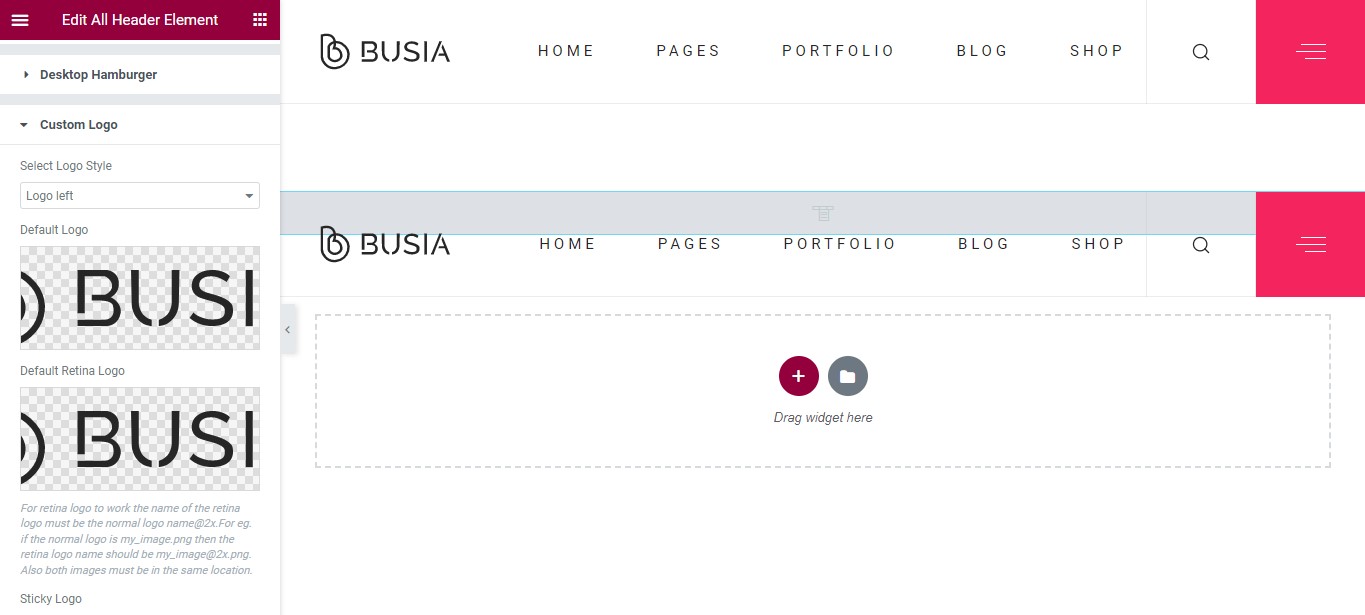 Edit All Header Element
Desktop Hamburger
Custom Logo
Select Logo Style
Logo left
Default Logo
BUSI
Default Retina Logo
BUSI
For retina logo to work the name of the retina
logo must be the normal logo name@2x.For eg.
if the normal logo is my_image.png then the
retina logo name should be my_image@2x.png.
Also both images must be in the same location.
Sticky Logo
BUSIA HOME PAGES PORTFOLIO BLOG SHOP
BUSIA HOME PAGES PORTFOLIO BLOG SHOP
Drag widget here